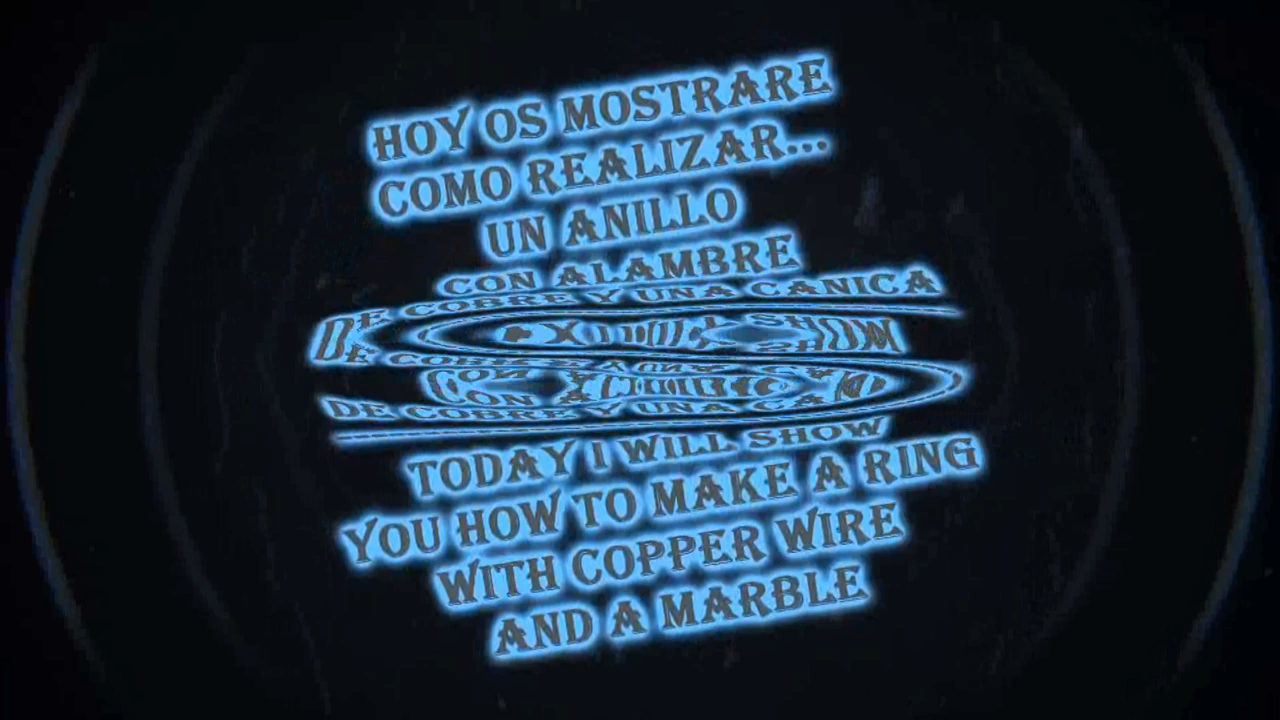 HOY OS MOSTRARE
COMO REALIZAR...
UN ANILLO
CON ALAMBRE
DE COBRE Y UNA CANICA
TODAY I WILL SHOW
YOU HOW TO MAKE A RING
WITH COPPER WIRE
AND A MARBLE